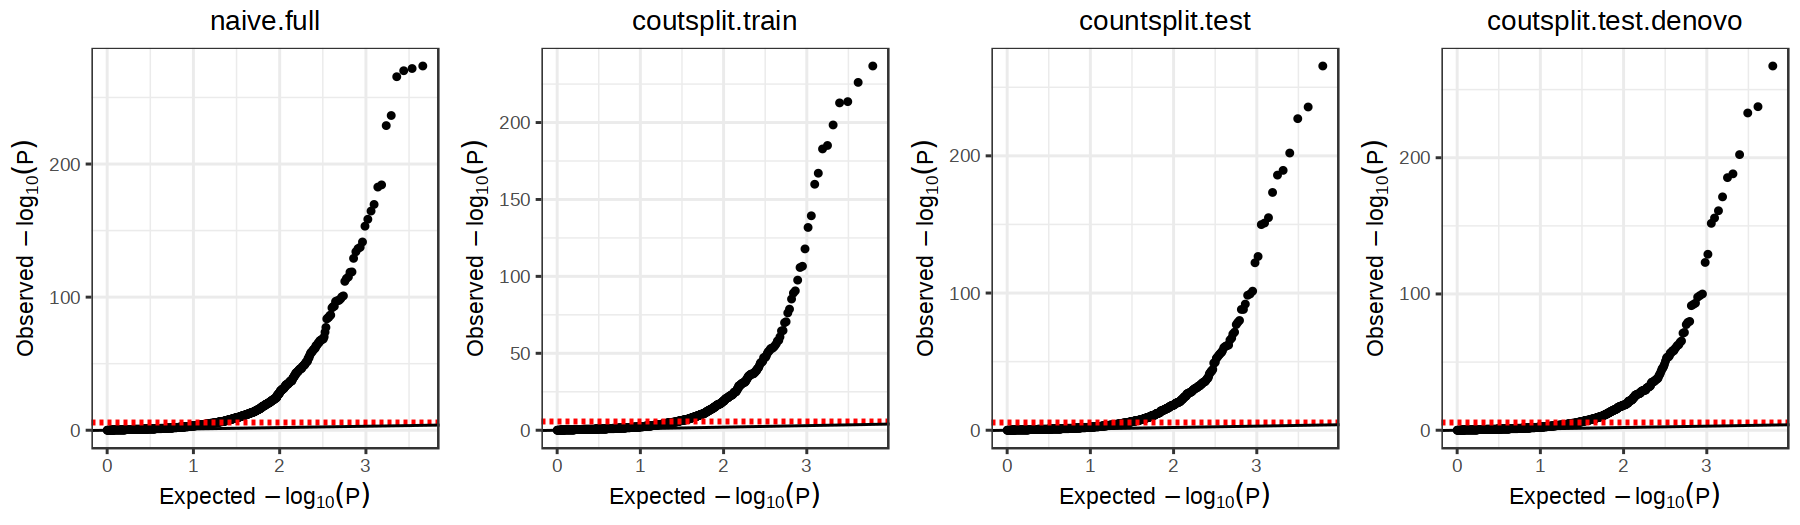 naive.full
coutsplit.train
countsplit.test
coutsplit.test.denovo
Observed −log10(P)
200
100
0
0 1 2 3
Expected −log10(P)
Observed −log10(P)
200
150
100
50
0
0 1 2 3
Expected −log10(P)
Observed −log10(P)
200
100
0
0 1 2 3
Expected −log10(P)
Observed −log10(P)
200
100
0
0 1 2 3
Expected −log10(P)